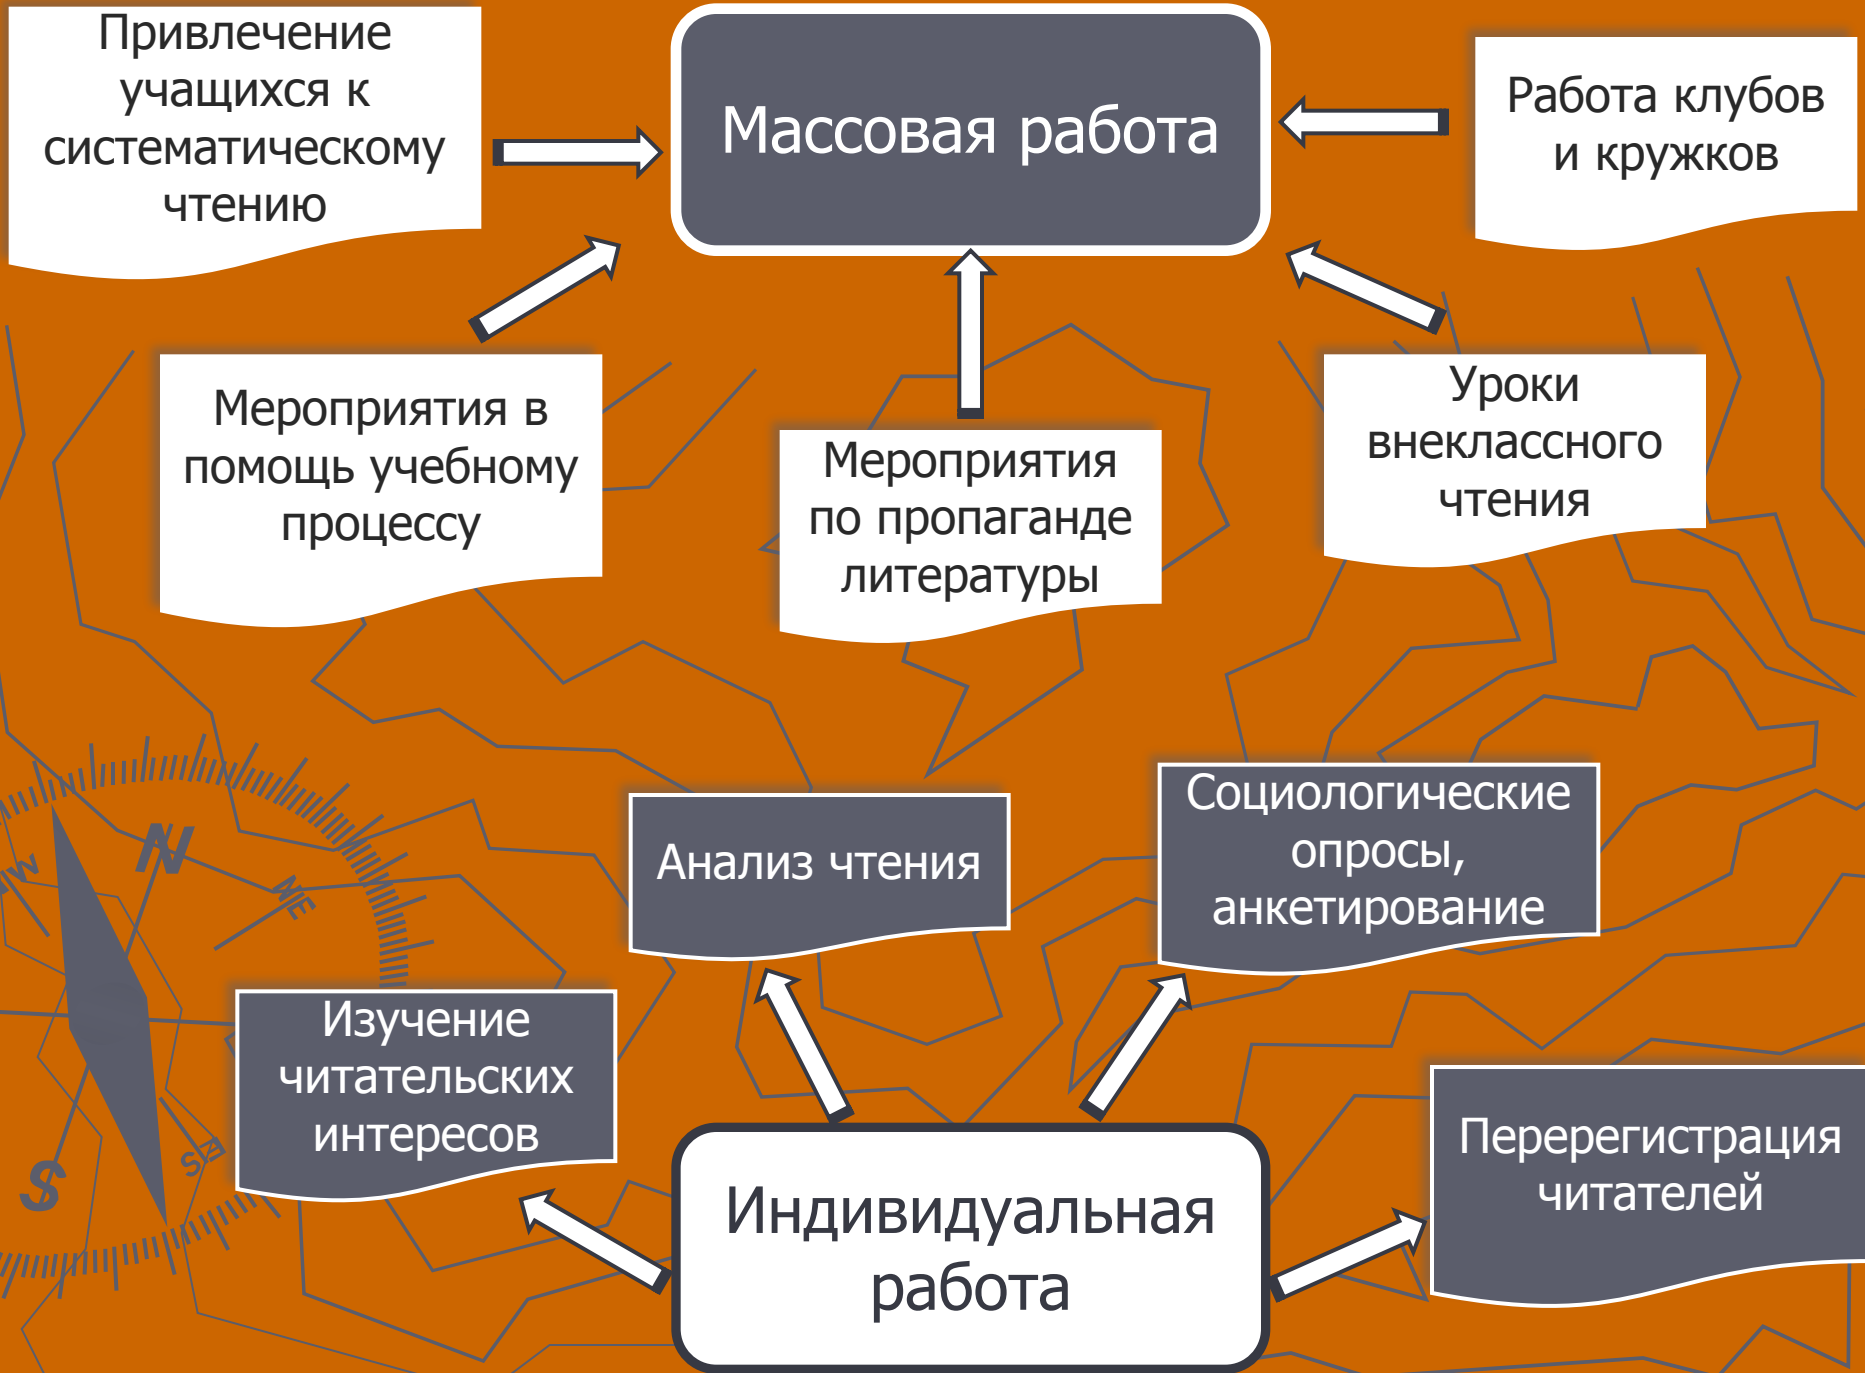 Привлечение
учащихся к
систематическому
чтению
Массовая работа
Работа клубов
и кружков
Мероприятия в
помощь учебному
процессу
Мероприятия
по пропаганде
литературы
Уроки
внеклассного
чтения
Анализ чтения
Социологические
опросы,
анкетирование
Изучение
читательских
интересов
Индивидуальная
работа
Перерегистрация
читателей
W
N
NE
S
SE